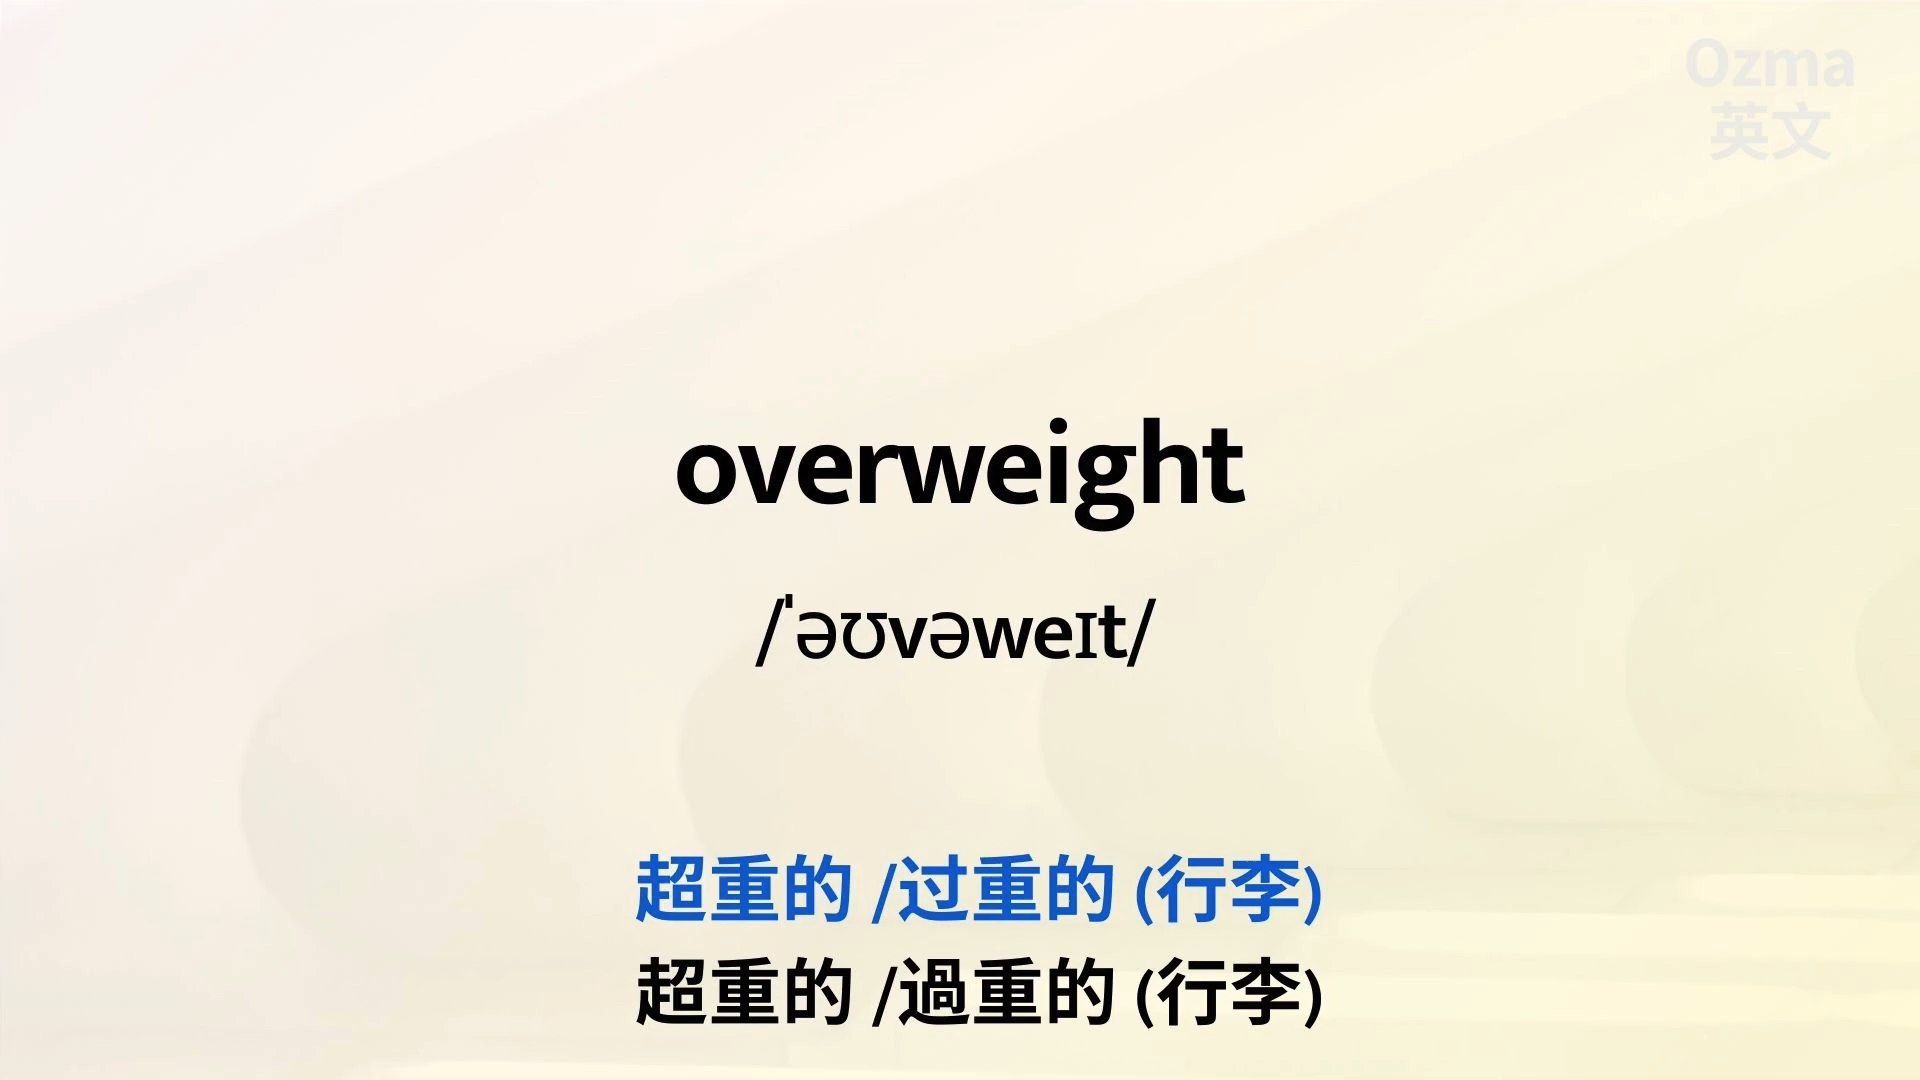 Ozma
英文
overweight
/ˈəʊvəweɪt/
超重的 /过重的 (行李)
超重的 /過重的 (行李)